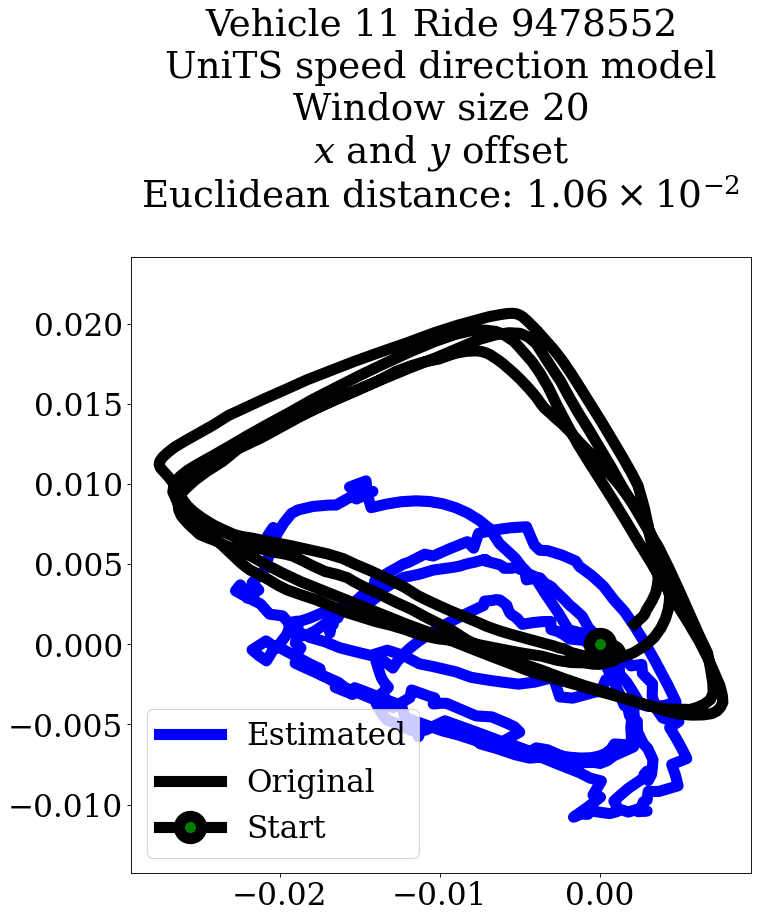 Vehicle 11 Ride 9478552
UniTS speed direction model
Window size 20
x and y offset
Euclidean distance: 1.06 × 10⁻²
0.020
0.015
0.010
0.005
0.000
−0.005
−0.010
Estimated
Original
Start
−0.02
−0.01
0.00